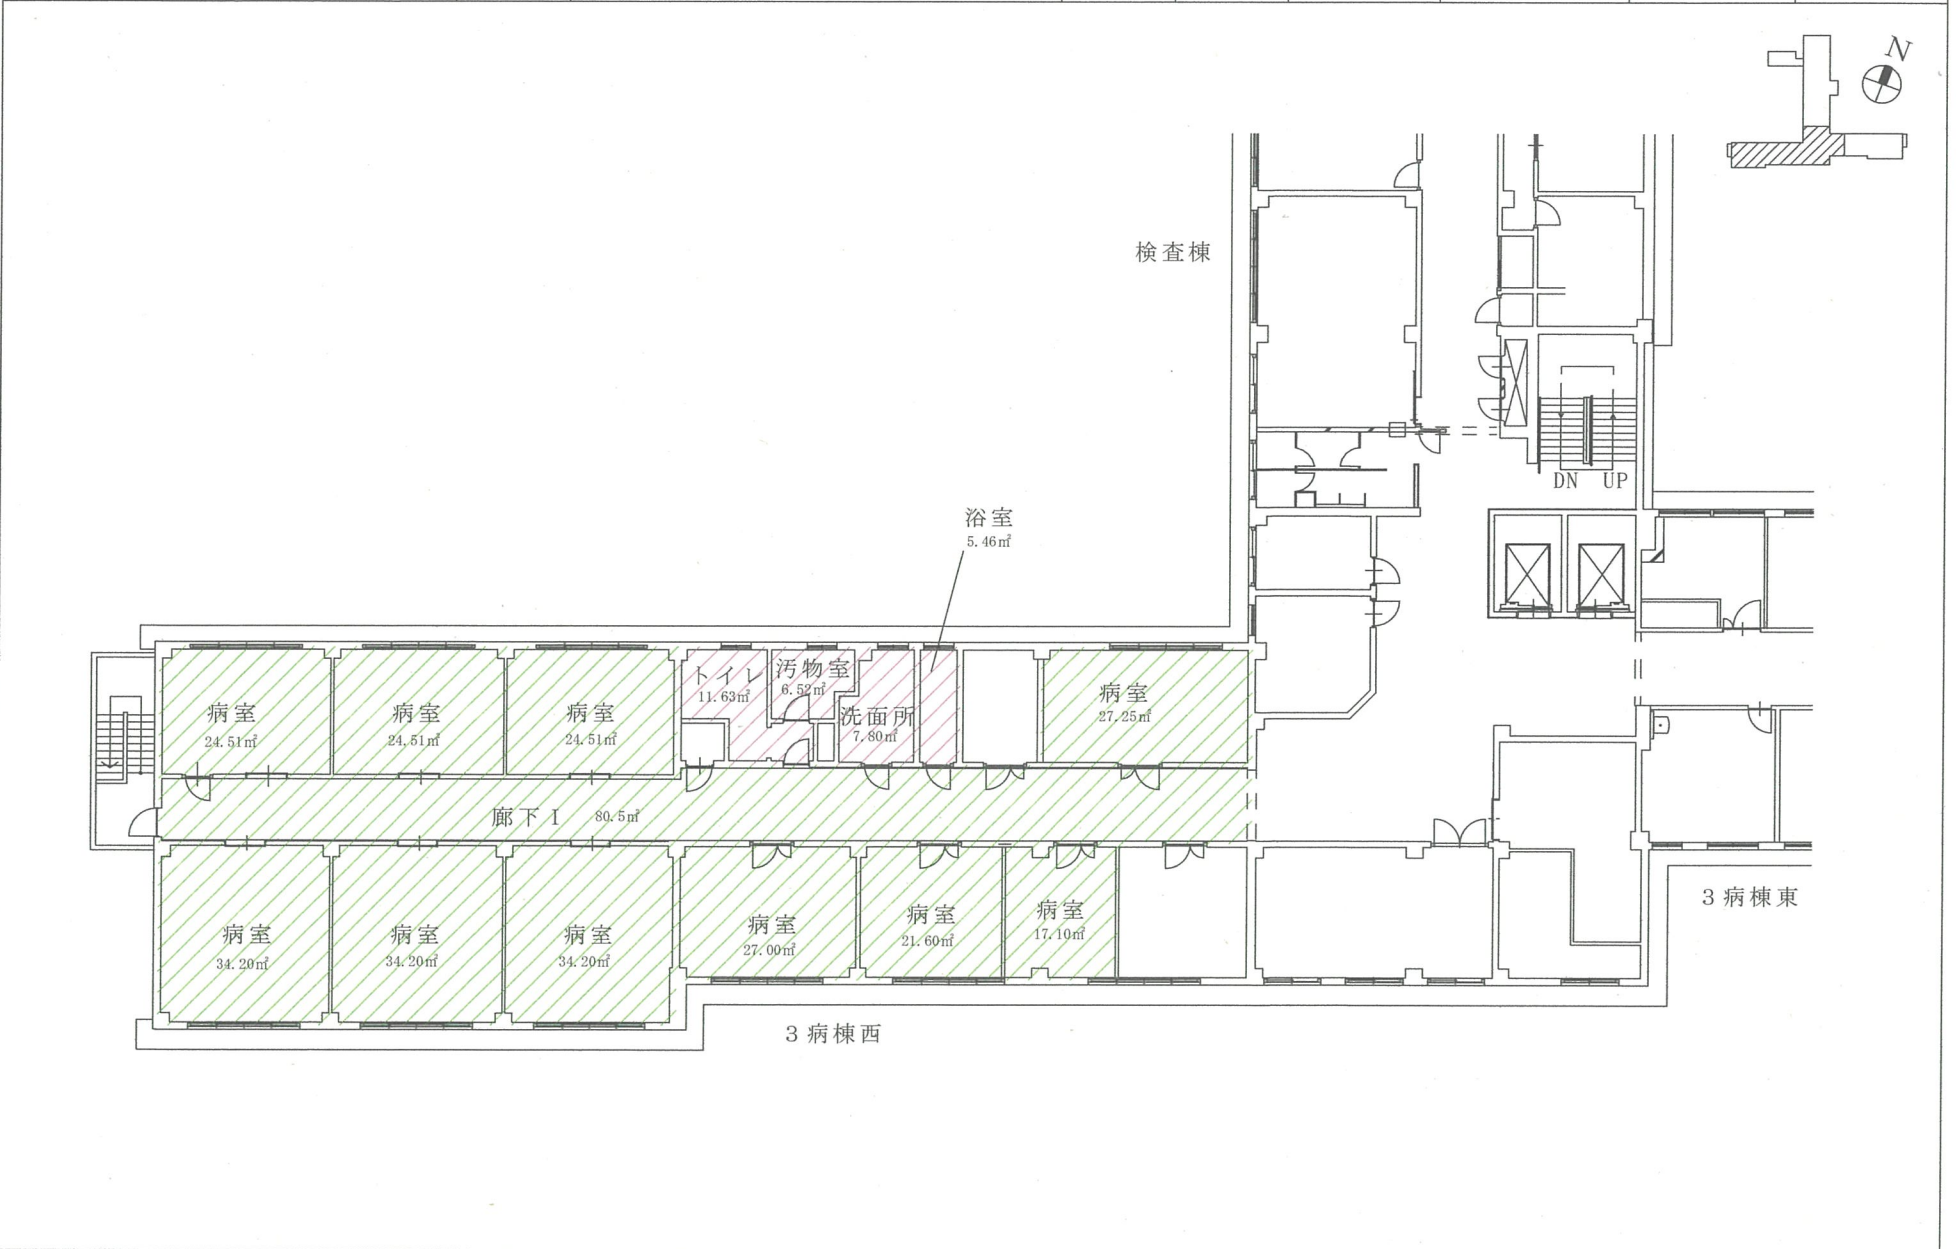 N
検査棟
DN UP
浴室
5.46㎡
病室
24.51㎡
病室
24.51㎡
病室
24.51㎡
トイレ
11.63㎡
汚物室
6.52㎡
洗面所
7.80㎡
病室
27.25㎡
廊下Ⅰ 80.5㎡
病室
34.20㎡
病室
34.20㎡
病室
34.20㎡
病室
27.00㎡
病室
21.60㎡
病室
17.10㎡
3病棟東
3病棟西